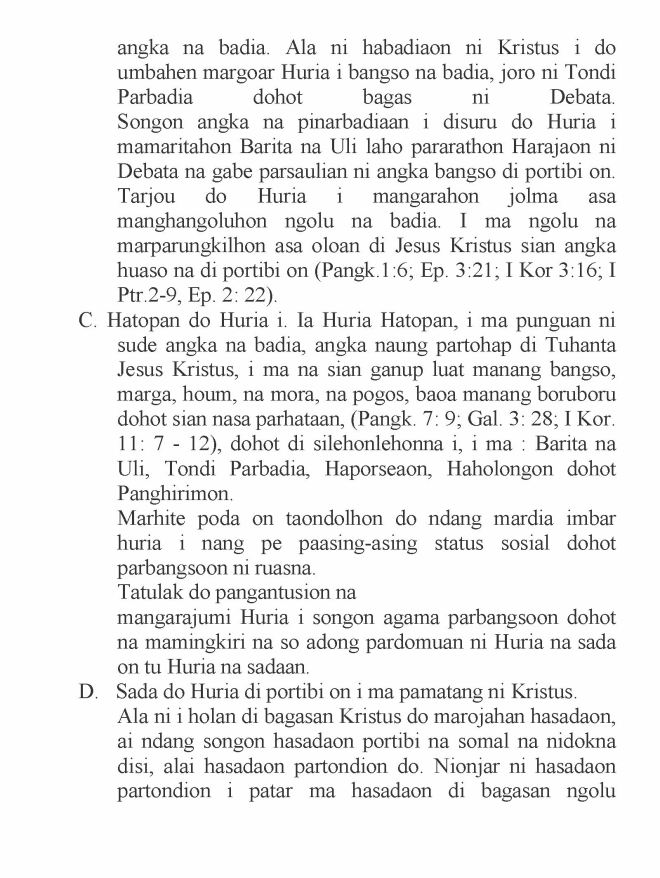 angka na badia. Ala ni habadiaon ni Kristus i do
umbahen margoar Huria i bangso na badia, joro ni Tondi
Parbadia dohot bagas ni Debata.
Songon angka na pinarbadiaan i disuru do Huria i
mamaritahon Barita na Uli laho pararathon Harajaon ni
Debata na gabe parsaulian ni angka bangso di portibi on.
Tarjou do Huria i mangarahon jolma asa
manghangoluhon ngolu na badia. I ma ngolu na
marparungkilhon asa oloan di Jesus Kristus sian angka
huaso na di portibi on (Pangk.1:6; Ep. 3:21; I Kor 3:16; I
Ptr.2-9, Ep. 2: 22).
C. Hatopan do Huria i. Ia Huria Hatopan, i ma punguan ni
sude angka na badia, angka naung partohap di Tuhanta
Jesus Kristus, i ma na sian ganup luat manang bangso,
marga, houm, na mora, na pogos, baoa manang boruboru
dohot sian nasa parhataan, (Pangk. 7: 9; Gal. 3: 28; I Kor.
11: 7 - 12), dohot di silehonlehonna i, i ma : Barita na
Uli, Tondi Parbadia, Haporseaon, Haholongon dohot
Panghirimon.
Marhite poda on taondolhon do ndang mardia imbar
huria i nang pe paasing-asing status sosial dohot
parbangsoon ni ruasna.
Tatulak do pangantusion na
mangarajumi Huria i songon agama parbangsoon dohot
na mamingkiri na so adong pardomuan ni Huria na sada
on tu Huria na sadaan.
D. Sada do Huria di portibi on i ma pamatang ni Kristus.
Ala ni i holan di bagasan Kristus do marojahan hasadaon,
ai ndang songon hasadaon portibi na somal na nidokna
disi, alai hasadaon partondion do. Nionjar ni hasadaon
partondion i patar ma hasadaon di bagasan ngolu